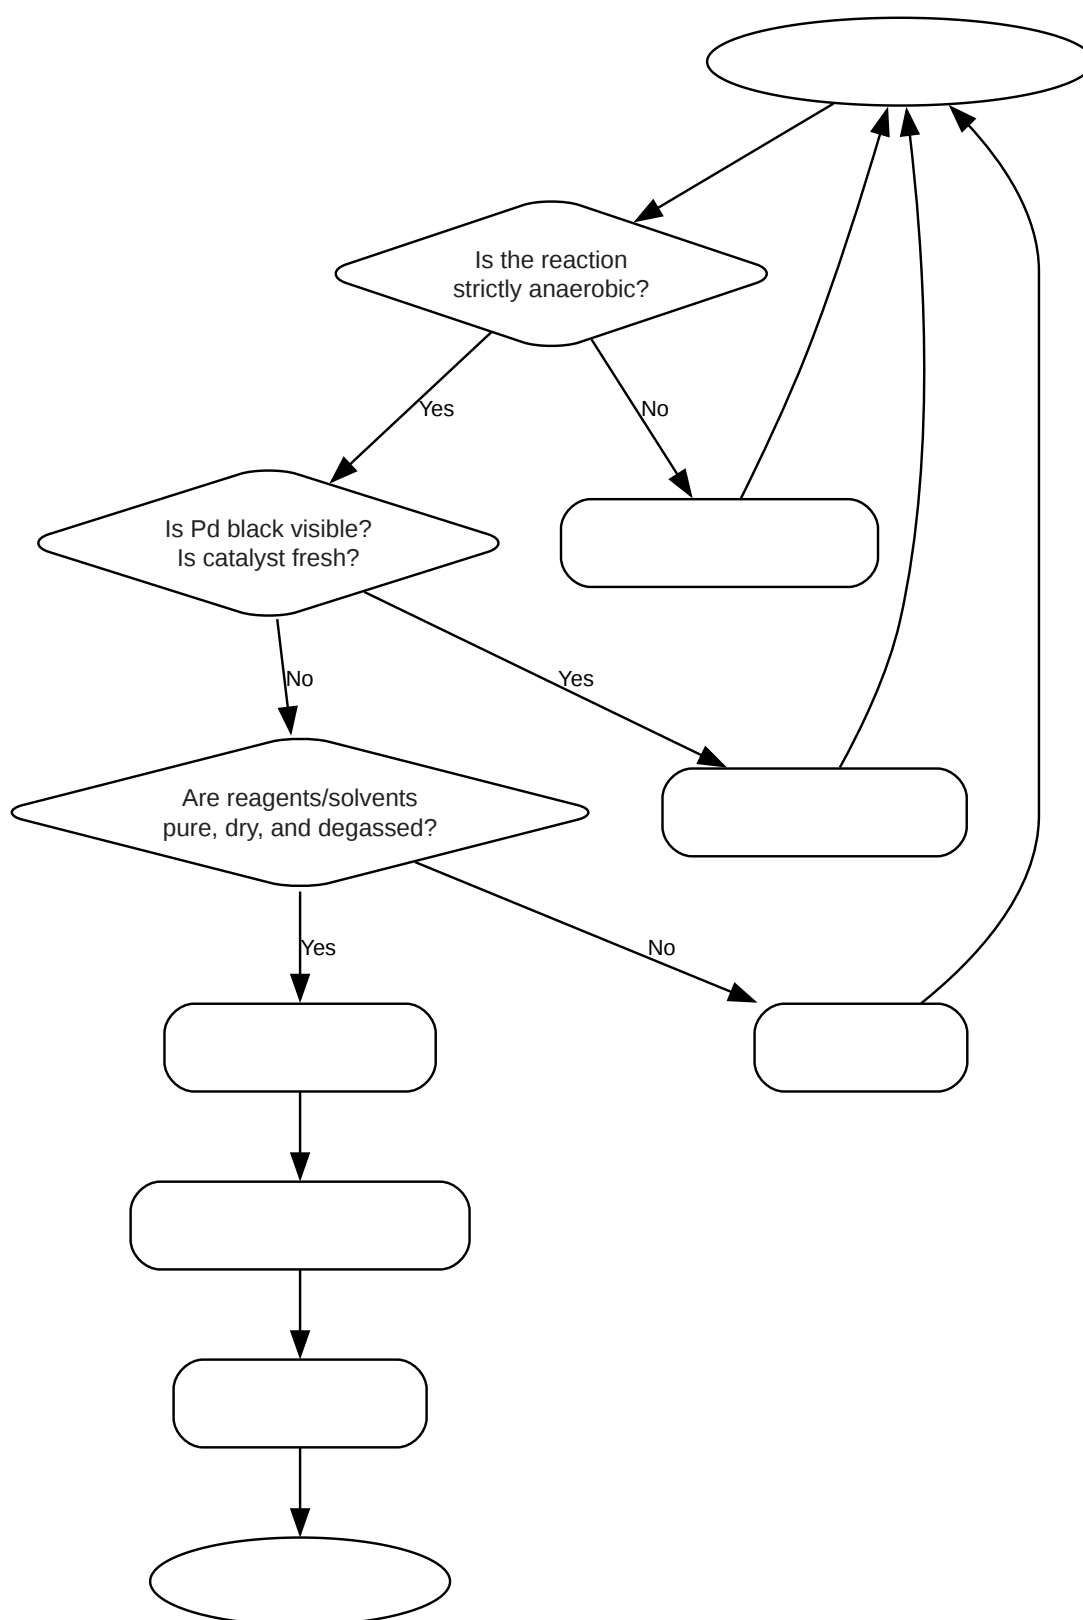 Is the reaction
strictly anaerobic?
Yes
No
Is Pd black visible?
Is catalyst fresh?
No
Yes
Are reagents/solvents
pure, dry, and degassed?
Yes
No